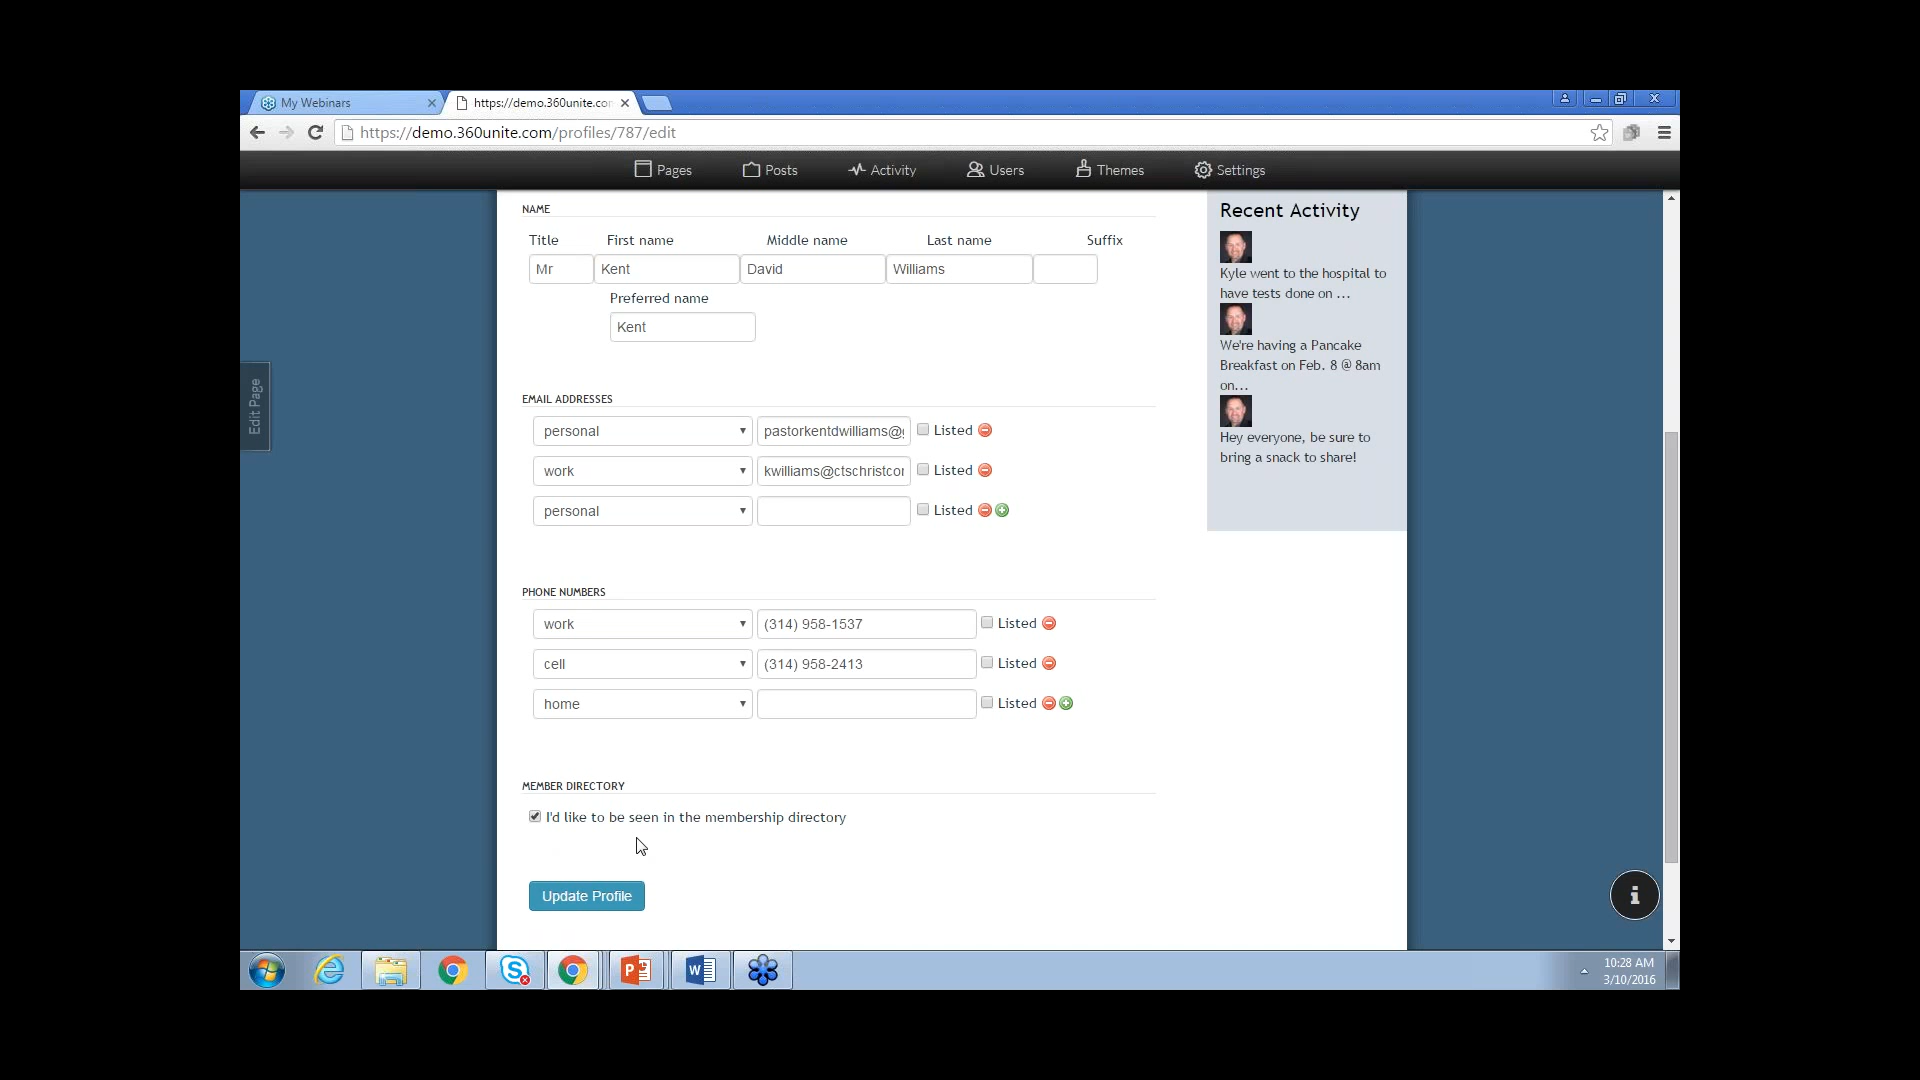 My Webinars
https://demo.360unite.com
https://demo.360unite.com/profiles/787/edit
Pages Posts Activity Users Themes Settings
NAME
Title First name Middle name Last name Suffix
Mr Kent David Williams
Preferred name
Kent
EMAIL ADDRESSES
personal pastorkentdwilliams@g Listed
work kwilliams@ctschristcor Listed
personal Listed
PHONE NUMBERS
work (314) 958-1537 Listed
cell (314) 958-2413 Listed
home Listed
MEMBER DIRECTORY
I'd like to be seen in the membership directory
Update Profile
Recent Activity
Kyle went to the hospital to
have tests done on ...
We're having a Pancake
Breakfast on Feb. 8 @ 8am
on...
Hey everyone, be sure to
bring a snack to share!
Edit Page
10:28 AM
3/10/2016